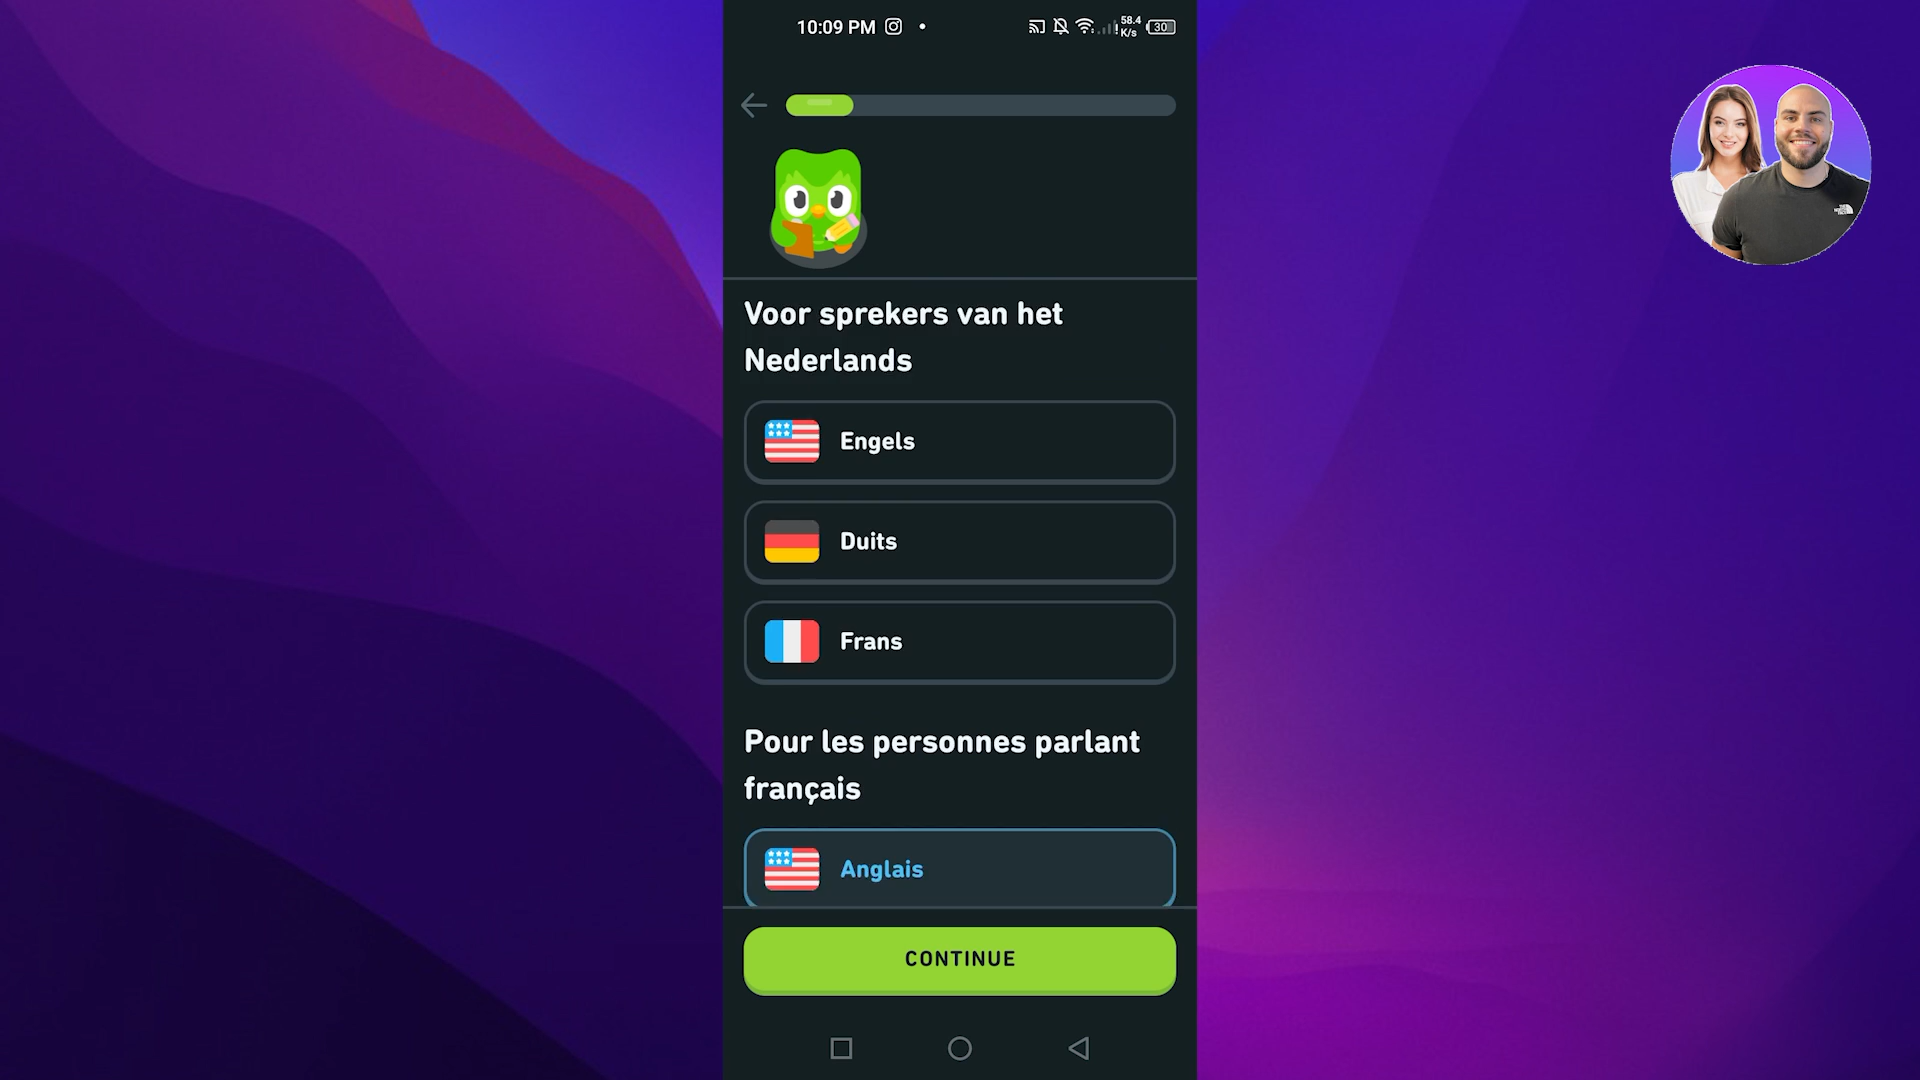 10:09 PM
58.4
K/s
30
Voor sprekers van het
Nederlands
Engels
Duits
Frans
Pour les personnes parlant
français
Anglais
CONTINUE